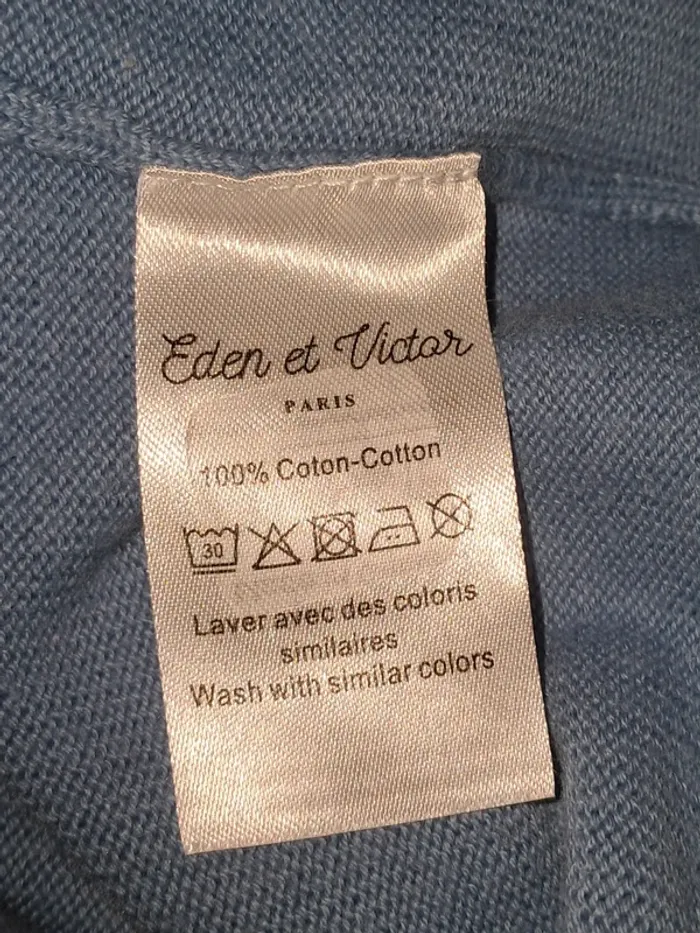 Eden et Victor
PARIS
100% Coton-Cotton
30
Laver avec des coloris
similaires
Wash with similar colors